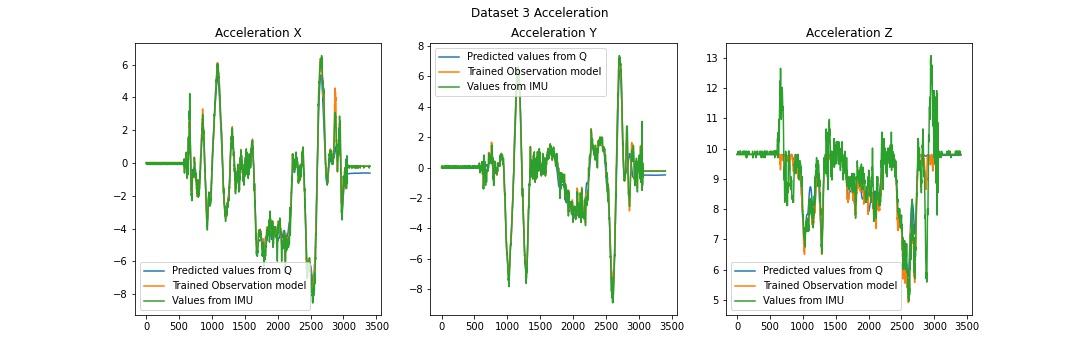 Dataset 3 Acceleration
Acceleration X
6
4
2
0
−2
−4
−6
−8
0 500 1000 1500 2000 2500 3000 3500
Predicted values from Q
Trained Observation model
Values from IMU
Acceleration Y
8
6
4
2
0
−2
−4
−6
−8
0 500 1000 1500 2000 2500 3000 3500
Predicted values from Q
Trained Observation model
Values from IMU
Acceleration Z
13
12
11
10
9
8
7
6
5
0 500 1000 1500 2000 2500 3000 3500
Predicted values from Q
Trained Observation model
Values from IMU